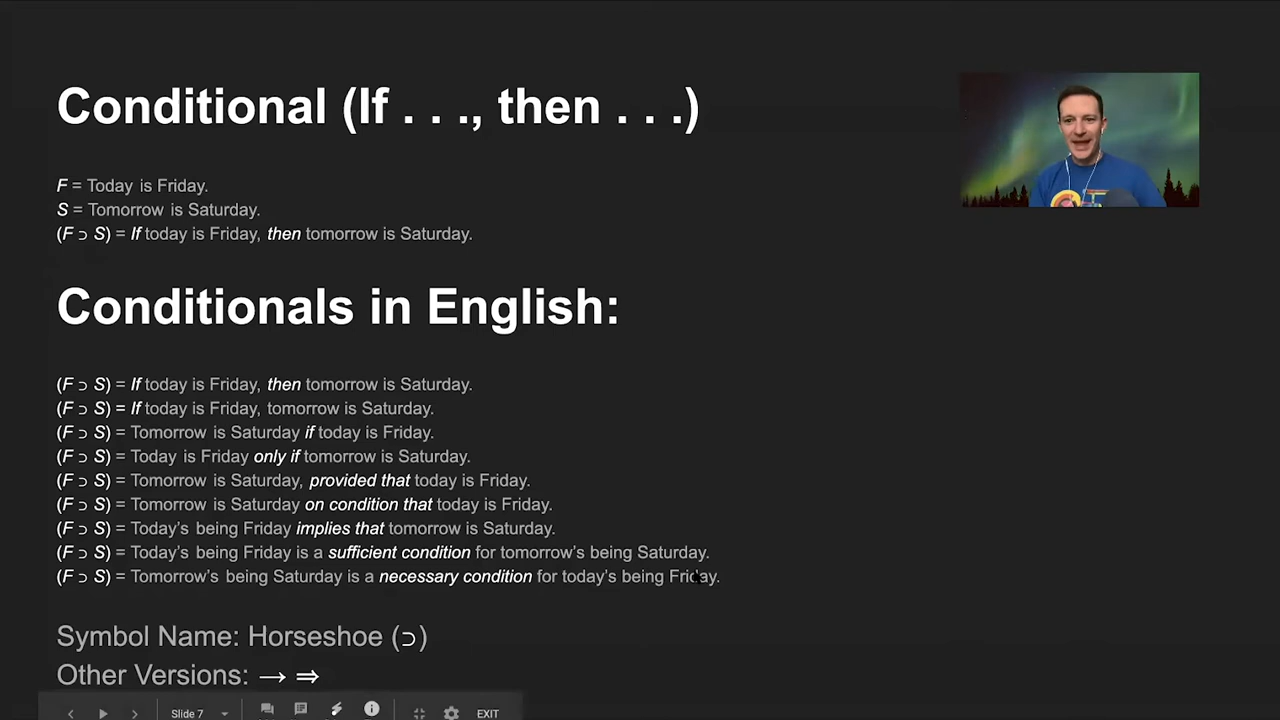 Conditional (If . . ., then . . .)
F = Today is Friday.
S = Tomorrow is Saturday.
(F ⊃ S) = If today is Friday, then tomorrow is Saturday.
Conditionals in English:
(F ⊃ S) = If today is Friday, then tomorrow is Saturday.
(F ⊃ S) = If today is Friday, tomorrow is Saturday.
(F ⊃ S) = Tomorrow is Saturday if today is Friday.
(F ⊃ S) = Today is Friday only if tomorrow is Saturday.
(F ⊃ S) = Tomorrow is Saturday, provided that today is Friday.
(F ⊃ S) = Tomorrow is Saturday on condition that today is Friday.
(F ⊃ S) = Today’s being Friday implies that tomorrow is Saturday.
(F ⊃ S) = Today’s being Friday is a sufficient condition for tomorrow’s being Saturday.
(F ⊃ S) = Tomorrow’s being Saturday is a necessary condition for today’s being Friday.
Symbol Name: Horseshoe (⊃)
Other Versions: → ⇒
Slide 7 EXIT